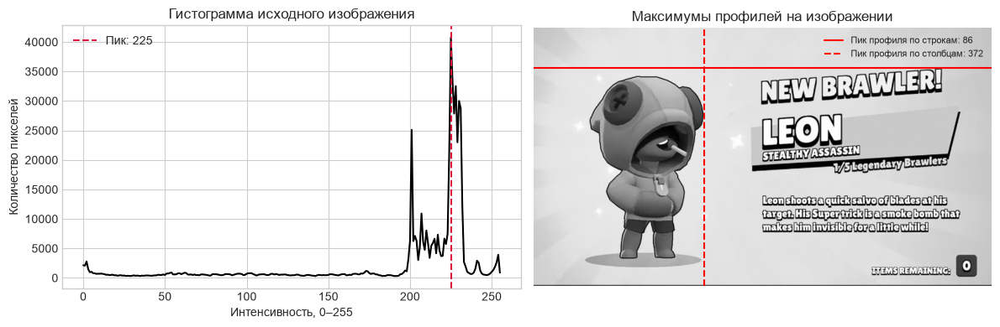 Гистограмма исходного изображения
Пик: 225
40000
35000
30000
25000
20000
15000
10000
5000
0
Количество пикселей
0 50 100 150 200 250
Интенсивность, 0–255
Максимумы профилей на изображении
Пик профиля по строкам: 86
Пик профиля по столбцам: 372
NEW BRAWLER!
LEON
STEALTHY ASSASSIN
1/5 Legendary Brawlers
Leon shoots a quick salvo of blades at his
target. His Super trick is a smoke bomb that
makes him invisible for a little while!
ITEMS REMAINING: 0